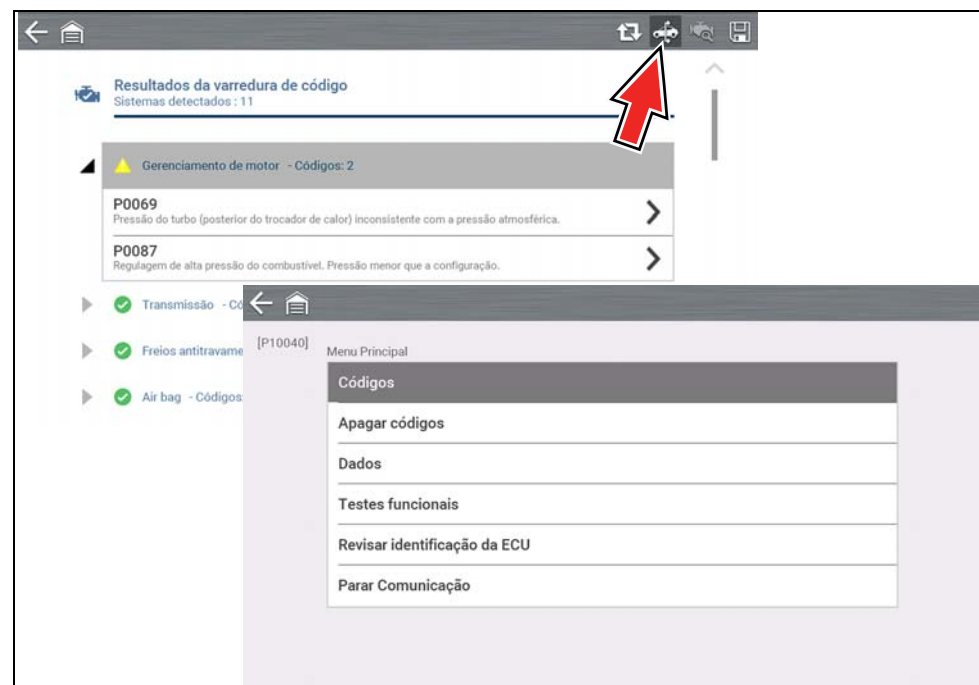 Resultados da varredura de código
Sistemas detectados : 11
Gerenciamento de motor - Códigos: 2
P0069
Pressão do turbo (posterior do trocador de calor) inconsistente com a pressão atmosférica.
P0087
Regulagem de alta pressão do combustível. Pressão menor que a configuração.
Transmissão - Có
Freios antitravame
Air bag - Códigos
[P10040]
Menu Principal
Códigos
Apagar códigos
Dados
Testes funcionais
Revisar identificação da ECU
Parar Comunicação